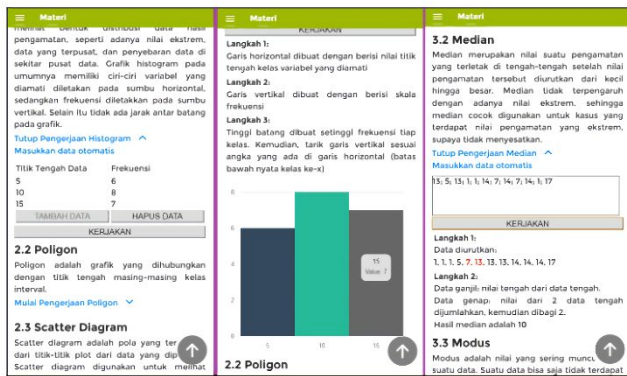 Materi
melihat bentuk distribusi data hasil
pengamatan, seperti adanya nilai ekstrem,
data yang terpusat, dan penyebaran data di
sekitar pusat data. Grafik histogram pada
umumnya memiliki ciri-ciri variabel yang
diamati diletakan pada sumbu horizontal,
sedangkan frekuensi diletakkan pada sumbu
vertikal. Selain itu tidak ada jarak antar batang
pada grafik.
Tutup Pengerjaan Histogram
Masukkan data otomatis
Titik Tengah Data Frekuensi
5 6
10 8
15 7
TAMBAH DATA HAPUS DATA
KERJAKAN
2.2 Poligon
Poligon adalah grafik yang dihubungkan
dengan titik tengah masing-masing kelas
interval.
Mulai Pengerjaan Poligon
2.3 Scatter Diagram
Scatter diagram adalah pola yang
dari titik-titik plot dari data yang
Scatter diagram digunakan untuk melihat
Materi
KERJAKAN
Langkah 1:
Garis horizontal dibuat dengan berisi nilai titik
tengah kelas variabel yang diamati
Langkah 2:
Garis vertikal dibuat dengan berisi skala
frekuensi
Langkah 3:
Tinggi batang dibuat setinggi frekuensi tiap
kelas. Kemudian, tarik garis vertikal sesuai
angka yang ada di garis horizontal (batas
bawah nyata kelas ke-x)
8
6
4
2
0
5 10 15
15
Value: 7
2.2 Poligon
Materi
3.2 Median
Median merupakan nilai suatu pengamatan
yang terletak di tengah-tengah setelah nilai
pengamatan tersebut diurutkan dari kecil
hingga besar. Median tidak terpengaruh
dengan adanya nilai ekstrem, sehingga
median cocok digunakan untuk kasus yang
terdapat nilai pengamatan yang ekstrem,
supaya tidak menyesatkan.
Tutup Pengerjaan Median
Masukkan data otomatis
13; 5; 13; 1; 1; 14; 7; 14; 7; 14; 1; 17
KERJAKAN
Langkah 1:
Data diurutkan:
1, 1, 1, 5, 7, 13, 13, 13, 14, 14, 14, 17
Langkah 2:
Data ganjil: nilai tengah dari data tengah.
Data genap: nilai dari 2 data tengah
dijumlahkan, kemudian dibagi 2.
Hasil median adalah 10
3.3 Modus
Modus adalah nilai yang sering
suatu data. Suatu data bisa saja tidak terdapat